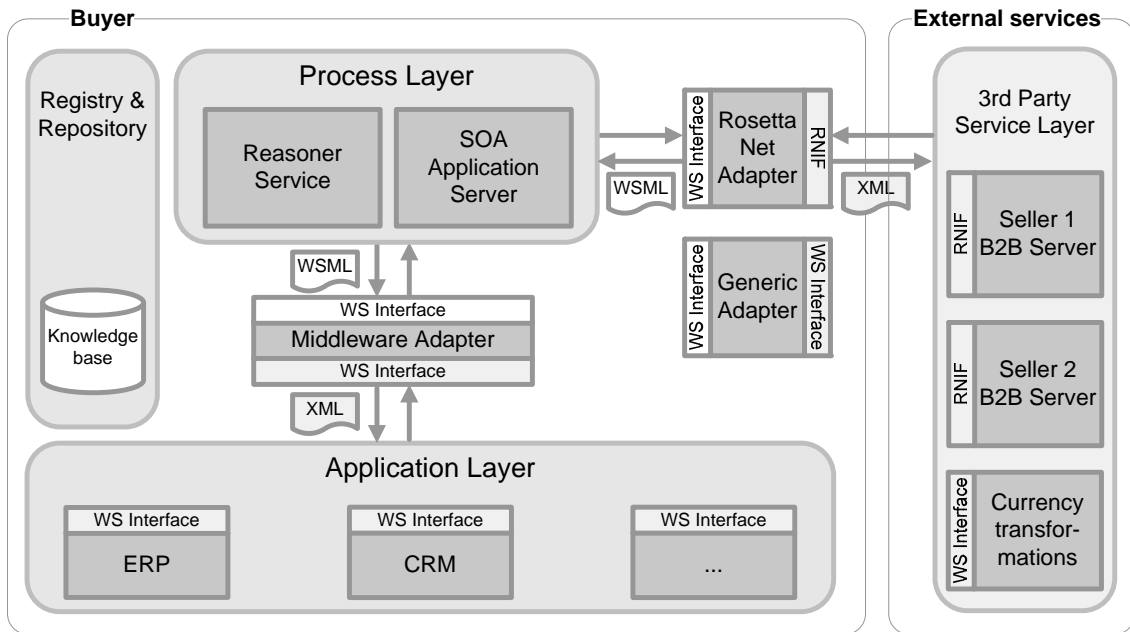 Buyer
External services
Registry &
Repository
Knowledge
base
Process Layer
Reasoner
Service
SOA
Application
Server
WSML
WS Interface
Middleware Adapter
WS Interface
XML
Application Layer
WS Interface
ERP
WS Interface
CRM
WS Interface
...
WSML
WS Interface
Rosetta
Net
Adapter
RNIF
XML
WS Interface
Generic
Adapter
WS Interface
3rd Party
Service Layer
RNIF
Seller 1
B2B Server
RNIF
Seller 2
B2B Server
WS Interface
Currency
transfor-
mations